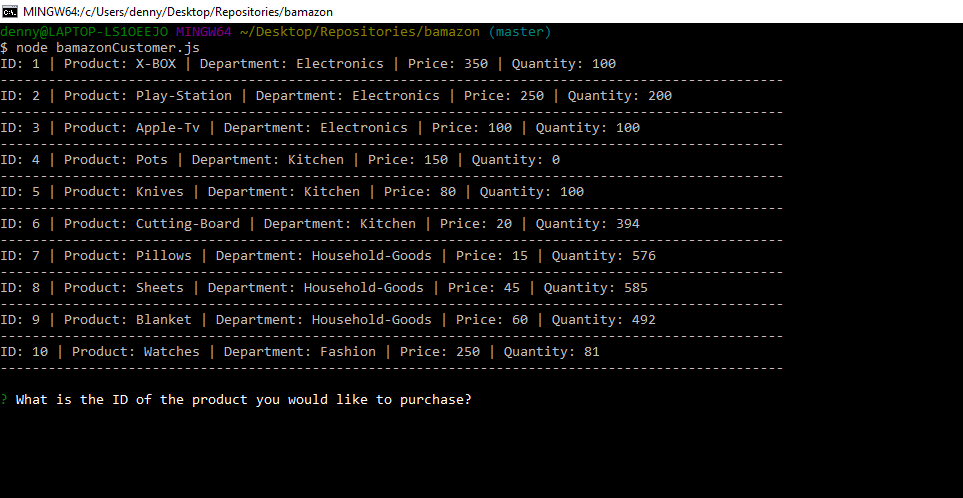 MINGW64:/c/Users/denny/Desktop/Repositories/bamazon
denny@LAPTOP-LS1OEEJO MINGW64 ~/Desktop/Repositories/bamazon (master)
$ node bamazonCustomer.js
ID: 1 | Product: X-BOX | Department: Electronics | Price: 350 | Quantity: 100
--------------------------------------------------------------------------------------------------
ID: 2 | Product: Play-Station | Department: Electronics | Price: 250 | Quantity: 200
--------------------------------------------------------------------------------------------------
ID: 3 | Product: Apple-Tv | Department: Electronics | Price: 100 | Quantity: 100
--------------------------------------------------------------------------------------------------
ID: 4 | Product: Pots | Department: Kitchen | Price: 150 | Quantity: 0
--------------------------------------------------------------------------------------------------
ID: 5 | Product: Knives | Department: Kitchen | Price: 80 | Quantity: 100
--------------------------------------------------------------------------------------------------
ID: 6 | Product: Cutting-Board | Department: Kitchen | Price: 20 | Quantity: 394
--------------------------------------------------------------------------------------------------
ID: 7 | Product: Pillows | Department: Household-Goods | Price: 15 | Quantity: 576
--------------------------------------------------------------------------------------------------
ID: 8 | Product: Sheets | Department: Household-Goods | Price: 45 | Quantity: 585
--------------------------------------------------------------------------------------------------
ID: 9 | Product: Blanket | Department: Household-Goods | Price: 60 | Quantity: 492
--------------------------------------------------------------------------------------------------
ID: 10 | Product: Watches | Department: Fashion | Price: 250 | Quantity: 81
--------------------------------------------------------------------------------------------------
? What is the ID of the product you would like to purchase?